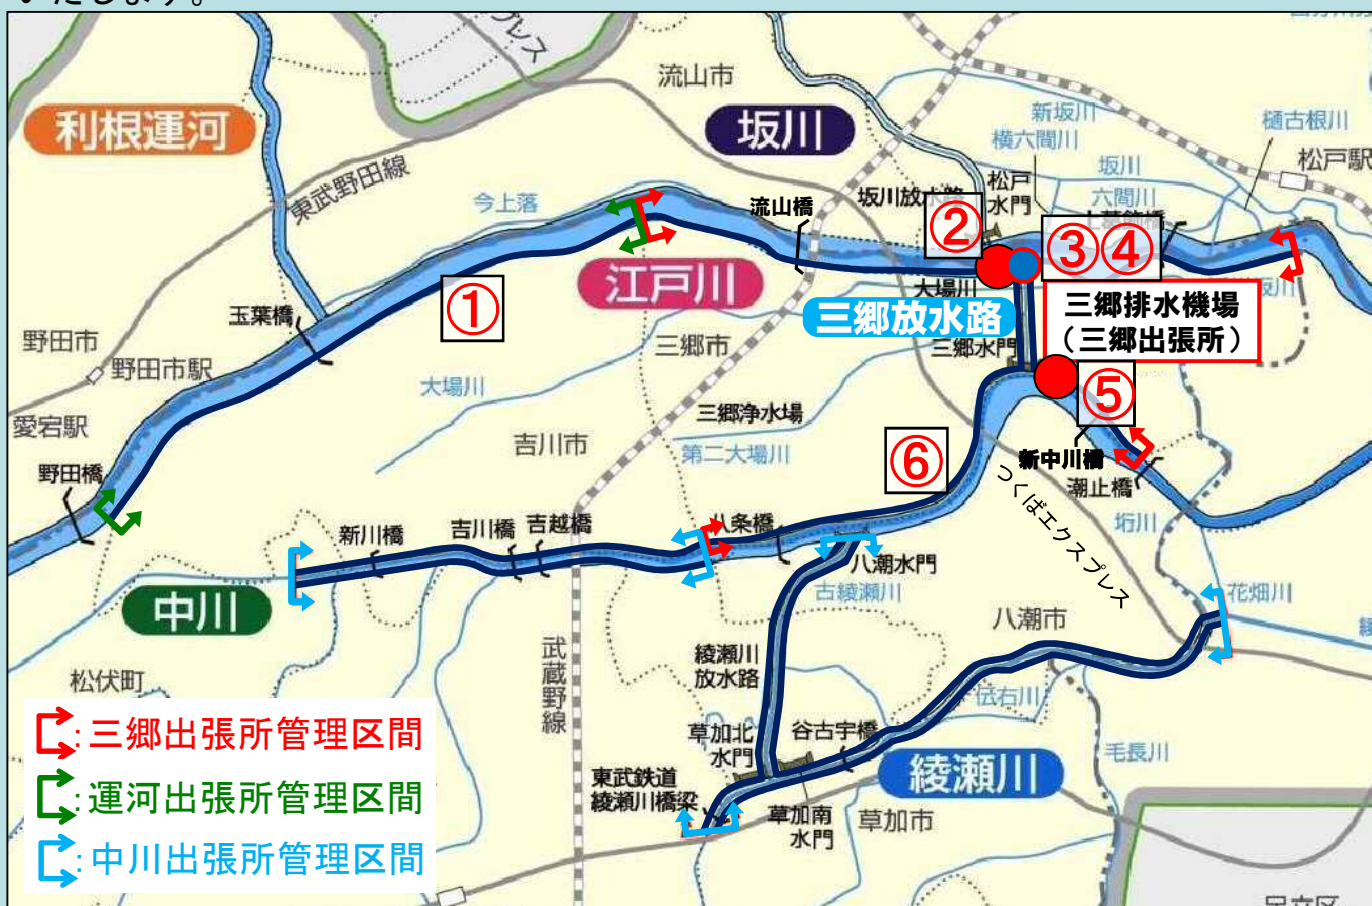 いたします。
流山市
利根運河
坂川
新坂川
横六間川
樋古根川
松戸駅
坂川
六間川
東武野田線
今上落
流山橋
坂川放水路
松戸
水門
②
③④
江戸川
①
大場川
三郷放水路
三郷排水機場
(三郷出張所)
玉葉橋
野田市
野田市駅
三郷市
三郷水門
大場川
愛宕駅
三郷浄水場
⑤
吉川市
第二大場川
⑥
新中川橋
野田橋
潮止橋
つくばエクスプレス
新川橋
吉川橋
吉越橋
八条橋
垳川
八潮水門
古綾瀬川
花畑川
中川
八潮市
武蔵野線
綾瀬川
放水路
松伏町
伝右川
:三郷出張所管理区間
草加北
水門
谷古宇橋
毛長川
綾瀬川
:運河出張所管理区間
東武鉄道
綾瀬川橋梁
草加南
水門
草加市
:中川出張所管理区間